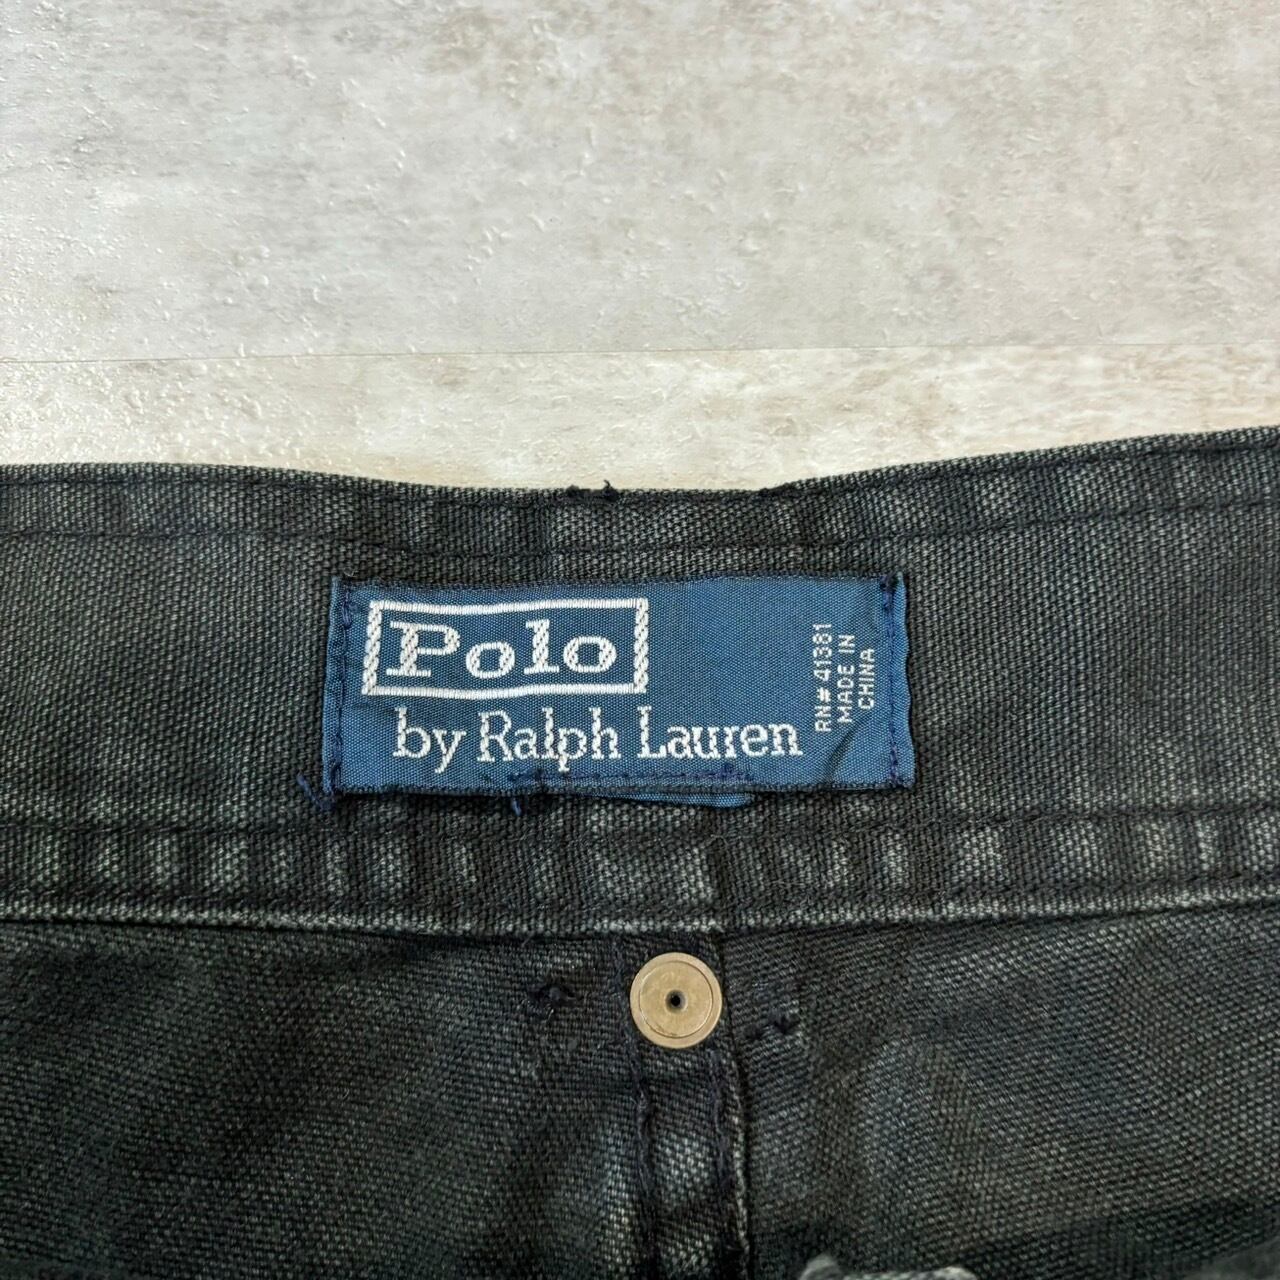 Polo
by Ralph Lauren
RN# 41381
MADE IN
CHINA